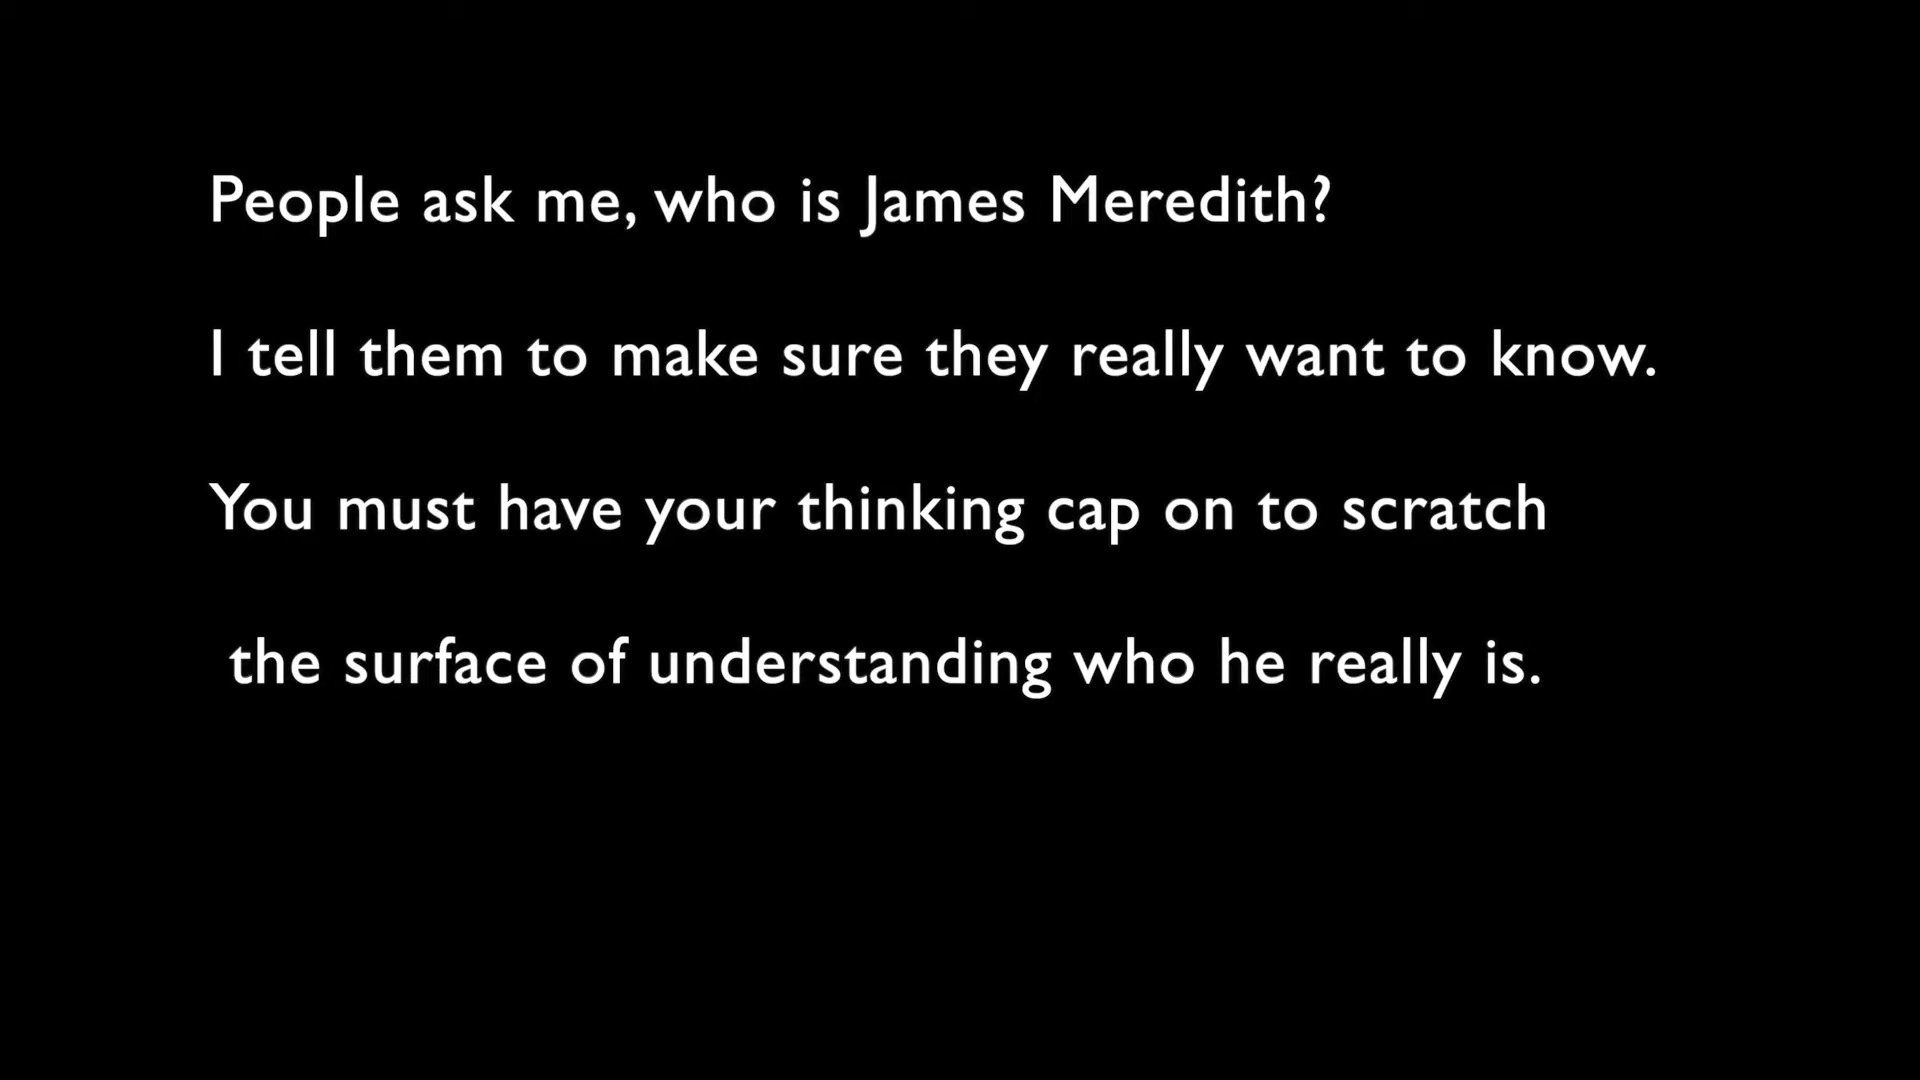 People ask me, who is James Meredith?
I tell them to make sure they really want to know.
You must have your thinking cap on to scratch
the surface of understanding who he really is.